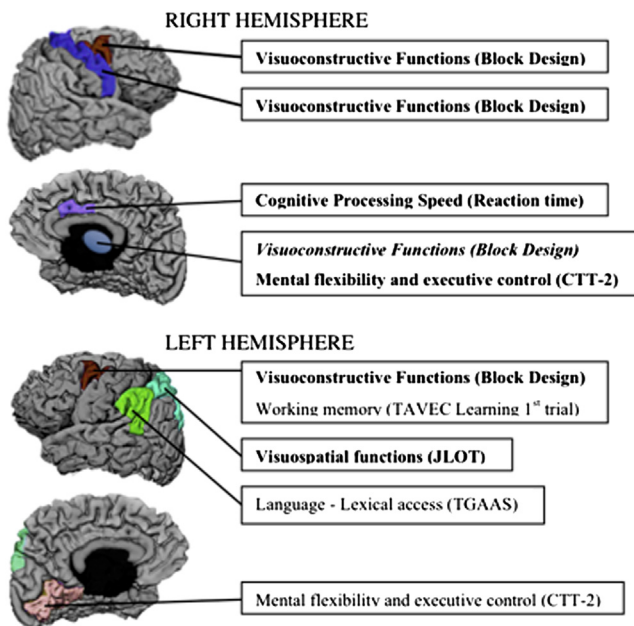 RIGHT HEMISPHERE
Visuoconstructive Functions (Block Design)
Visuoconstructive Functions (Block Design)
Cognitive Processing Speed (Reaction time)
Visuoconstructive Functions (Block Design)
Mental flexibility and executive control (CTT-2)
LEFT HEMISPHERE
Visuoconstructive Functions (Block Design)
Working memory (TAVEC Learning 1st trial)
Visuospatial functions (JLOT)
Language - Lexical access (TGAAS)
Mental flexibility and executive control (CTT-2)